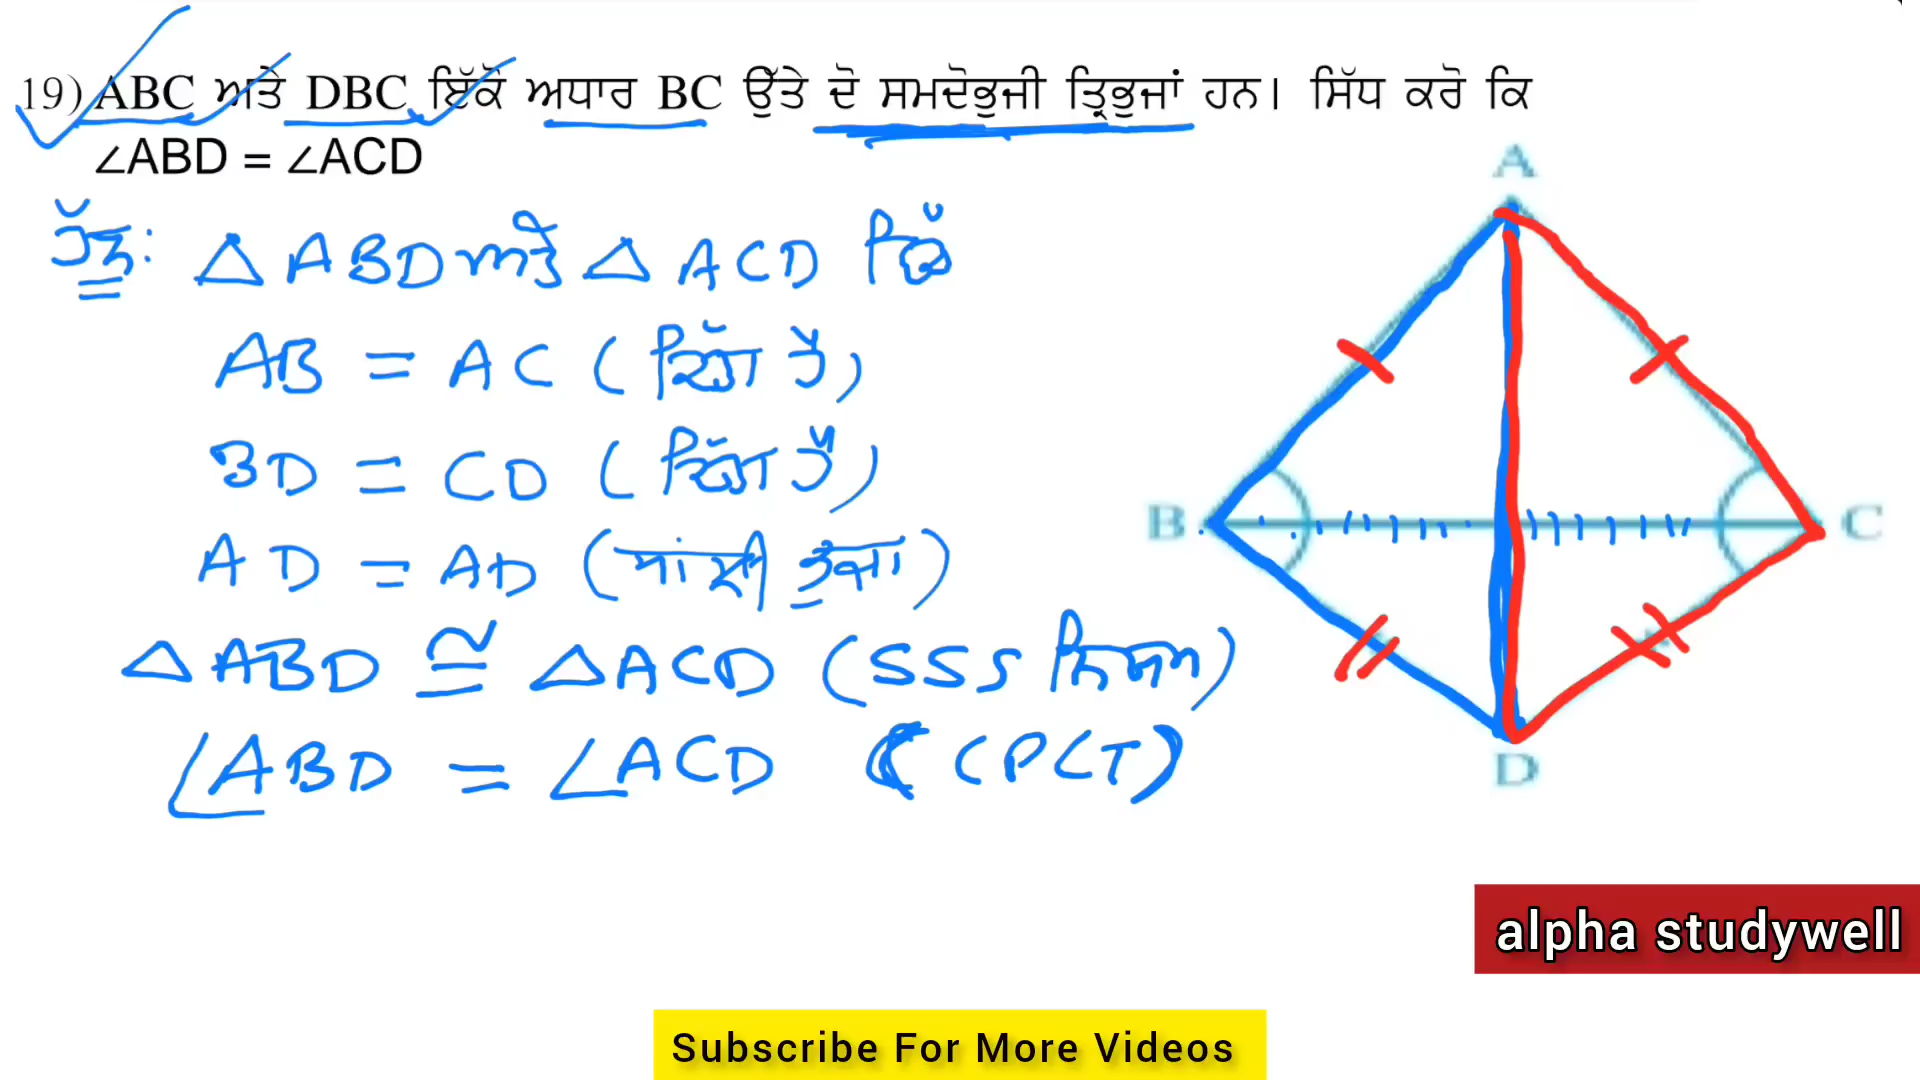 19) ABC ਅਤੇ DBC ਇੱਕੋ ਅਧਾਰ BC ਉੱਤੇ ਦੋ ਸਮਦੋਭੁਜੀ ਤ੍ਰਿਭੁਜਾਂ ਹਨ। ਸਿੱਧ ਕਰੋ ਕਿ
∠ABD = ∠ACD
ਹੱਲ: △ ABD ਅਤੇ △ ACD ਵਿੱਚ
AB = AC (ਦਿੱਤਾ ਹੈ)
BD = CD (ਦਿੱਤਾ ਹੈ)
AD = AD (ਸਾਂਝੀ ਭੁਜਾ)
△ABD ≅ △ACD (SSS ਨਿਯਮ)
∠ABD = ∠ACD (CPCT)
A
B
C
D
alpha studywell
Subscribe For More Videos